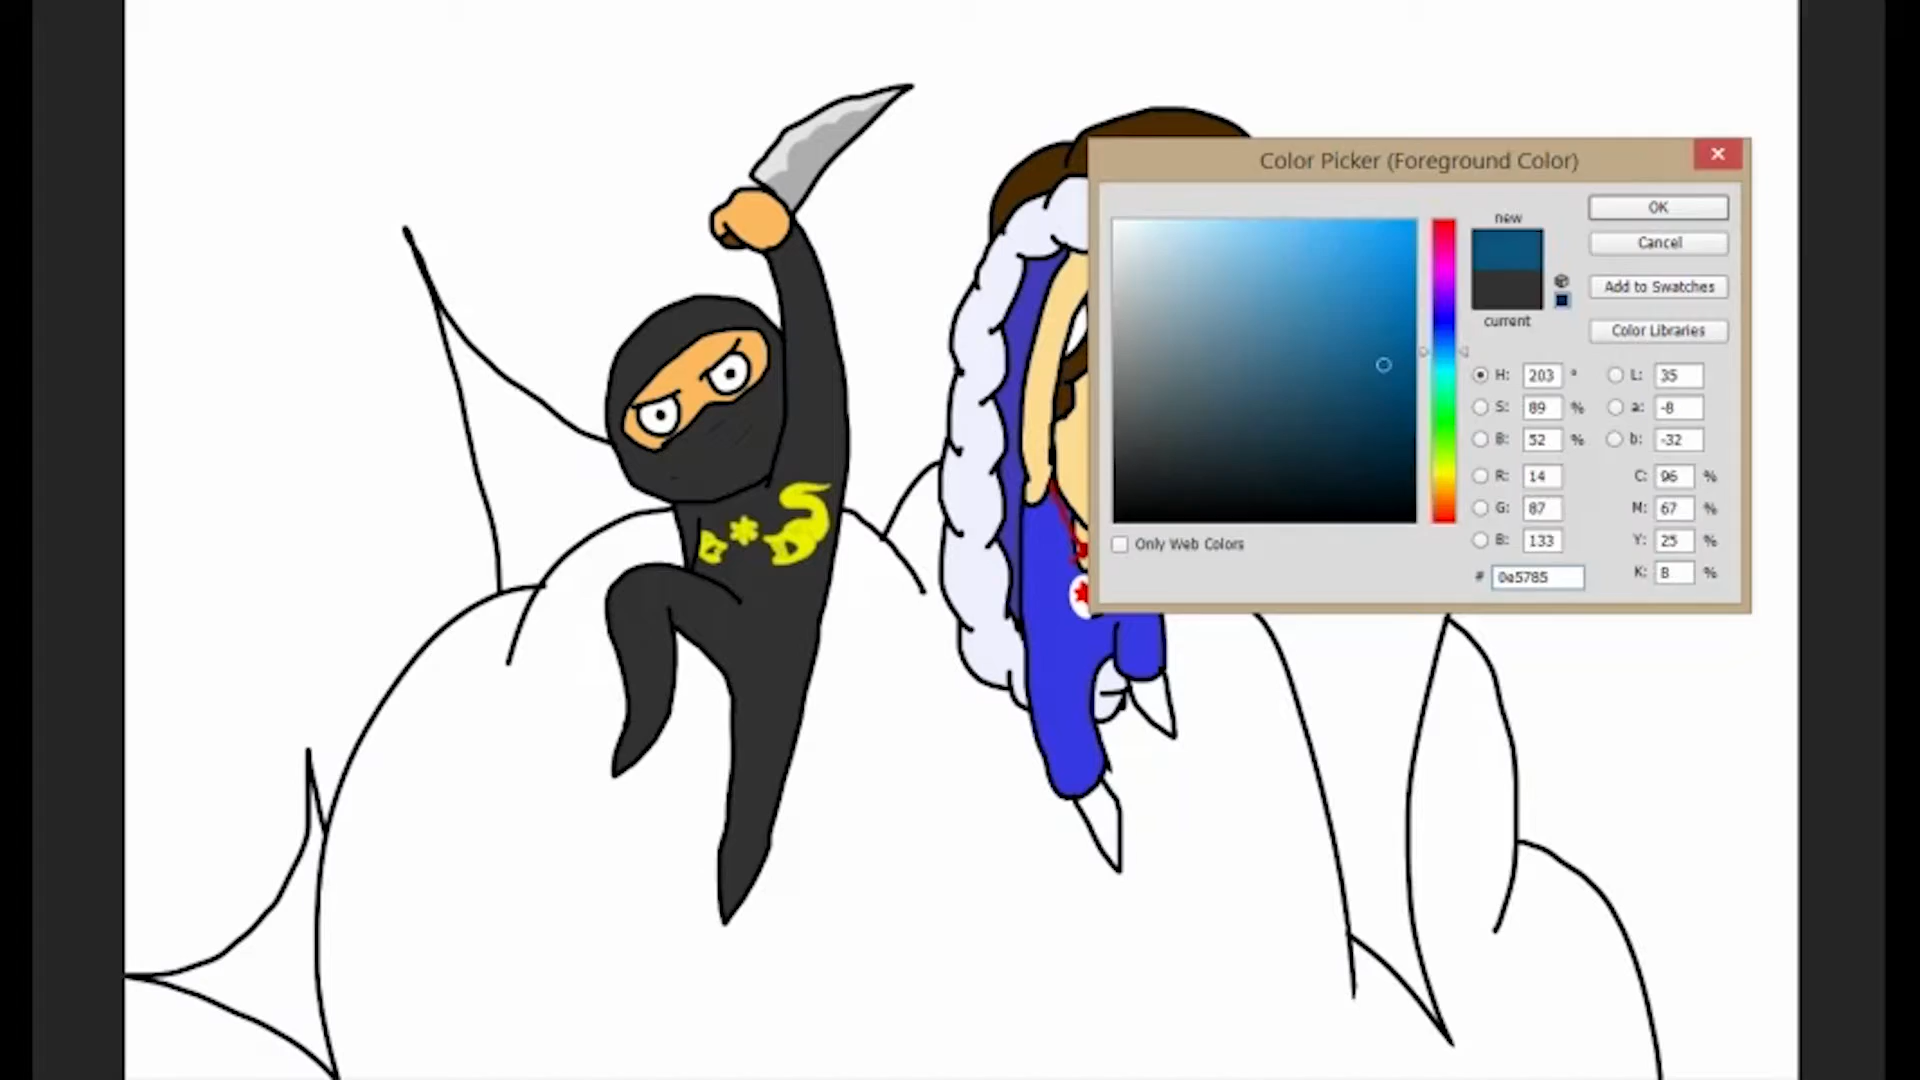 Color Picker (Foreground Color)
new
current
OK
Cancel
Add to Swatches
Color Libraries
H: 203 °
S: 89 %
B: 52 %
R: 14
G: 87
B: 133
# 0e5785
L: 35
a: -8
b: -32
C: 96 %
M: 67 %
Y: 25 %
K: 8 %
Only Web Colors